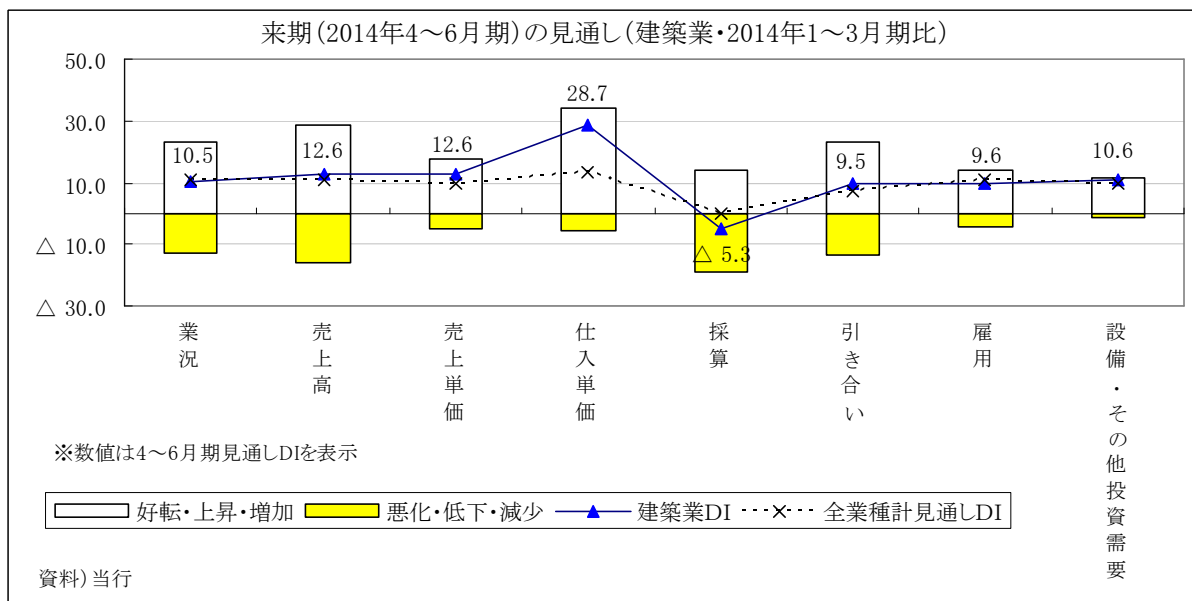 来期(2014年4～6月期)の見通し(建築業・2014年1～3月期比)
50.0
30.0
10.0
△ 10.0
△ 30.0
10.5
12.6
12.6
28.7
△ 5.3
9.5
9.6
10.6
業況
売上高
売上単価
仕入単価
採算
引き合い
雇用
設備・その他投資需要
※数値は4～6月期見通しDIを表示
好転・上昇・増加 悪化・低下・減少 建築業DI 全業種計見通しDI
資料)当行